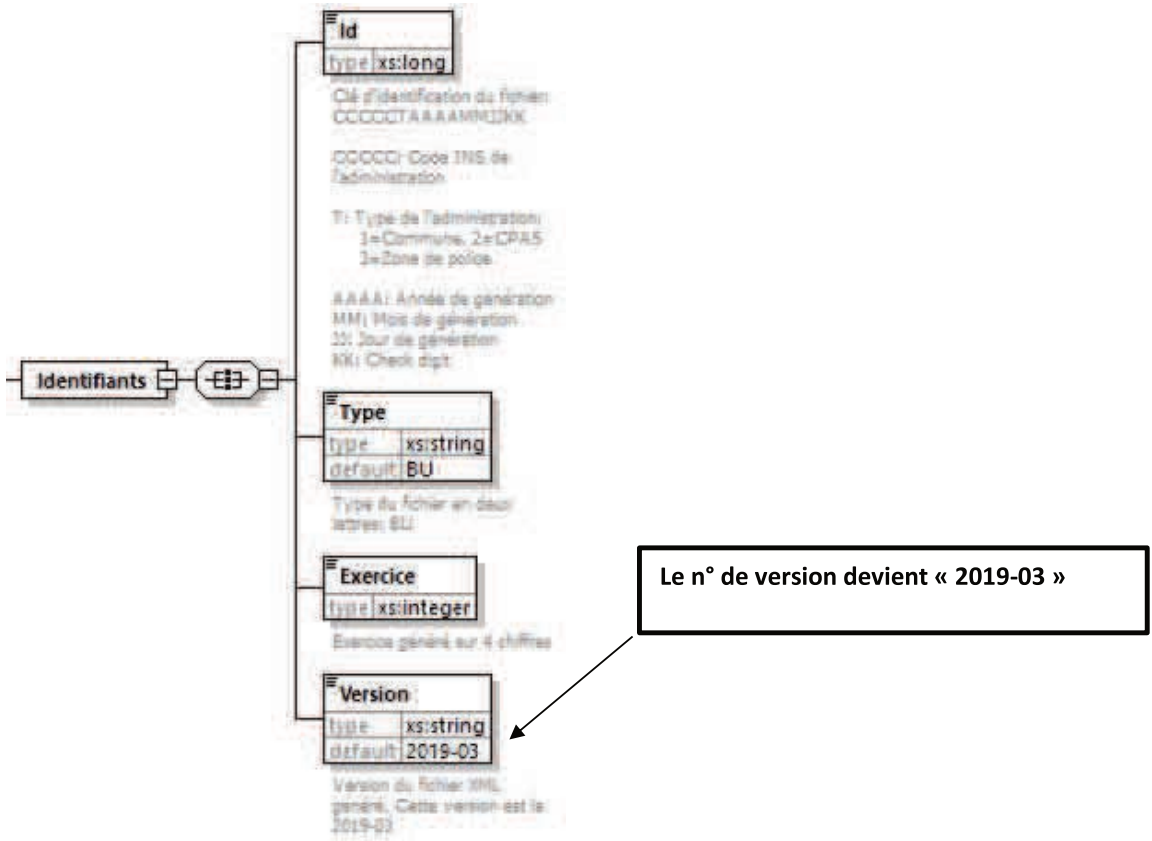 Id
type xs:long
Clé d'identification du fichier:
CCCCCTAAAAMMJJKK
CCCCC: Code INS de
l'administration
T: Type de l'administration:
1=Commune, 2=CPAS
3=Zone de police
AAAA: Année de génération
MM: Mois de génération
JJ: Jour de génération
KK: Check digit
Identifiants
Type
type xs:string
default BU
Type du fichier en deux
lettres: BU
Exercice
type xs:integer
Exercice généré sur 4 chiffres
Le n° de version devient « 2019-03 »
Version
type xs:string
default 2019-03
Version du fichier XML
généré. Cette version est la
2019-03